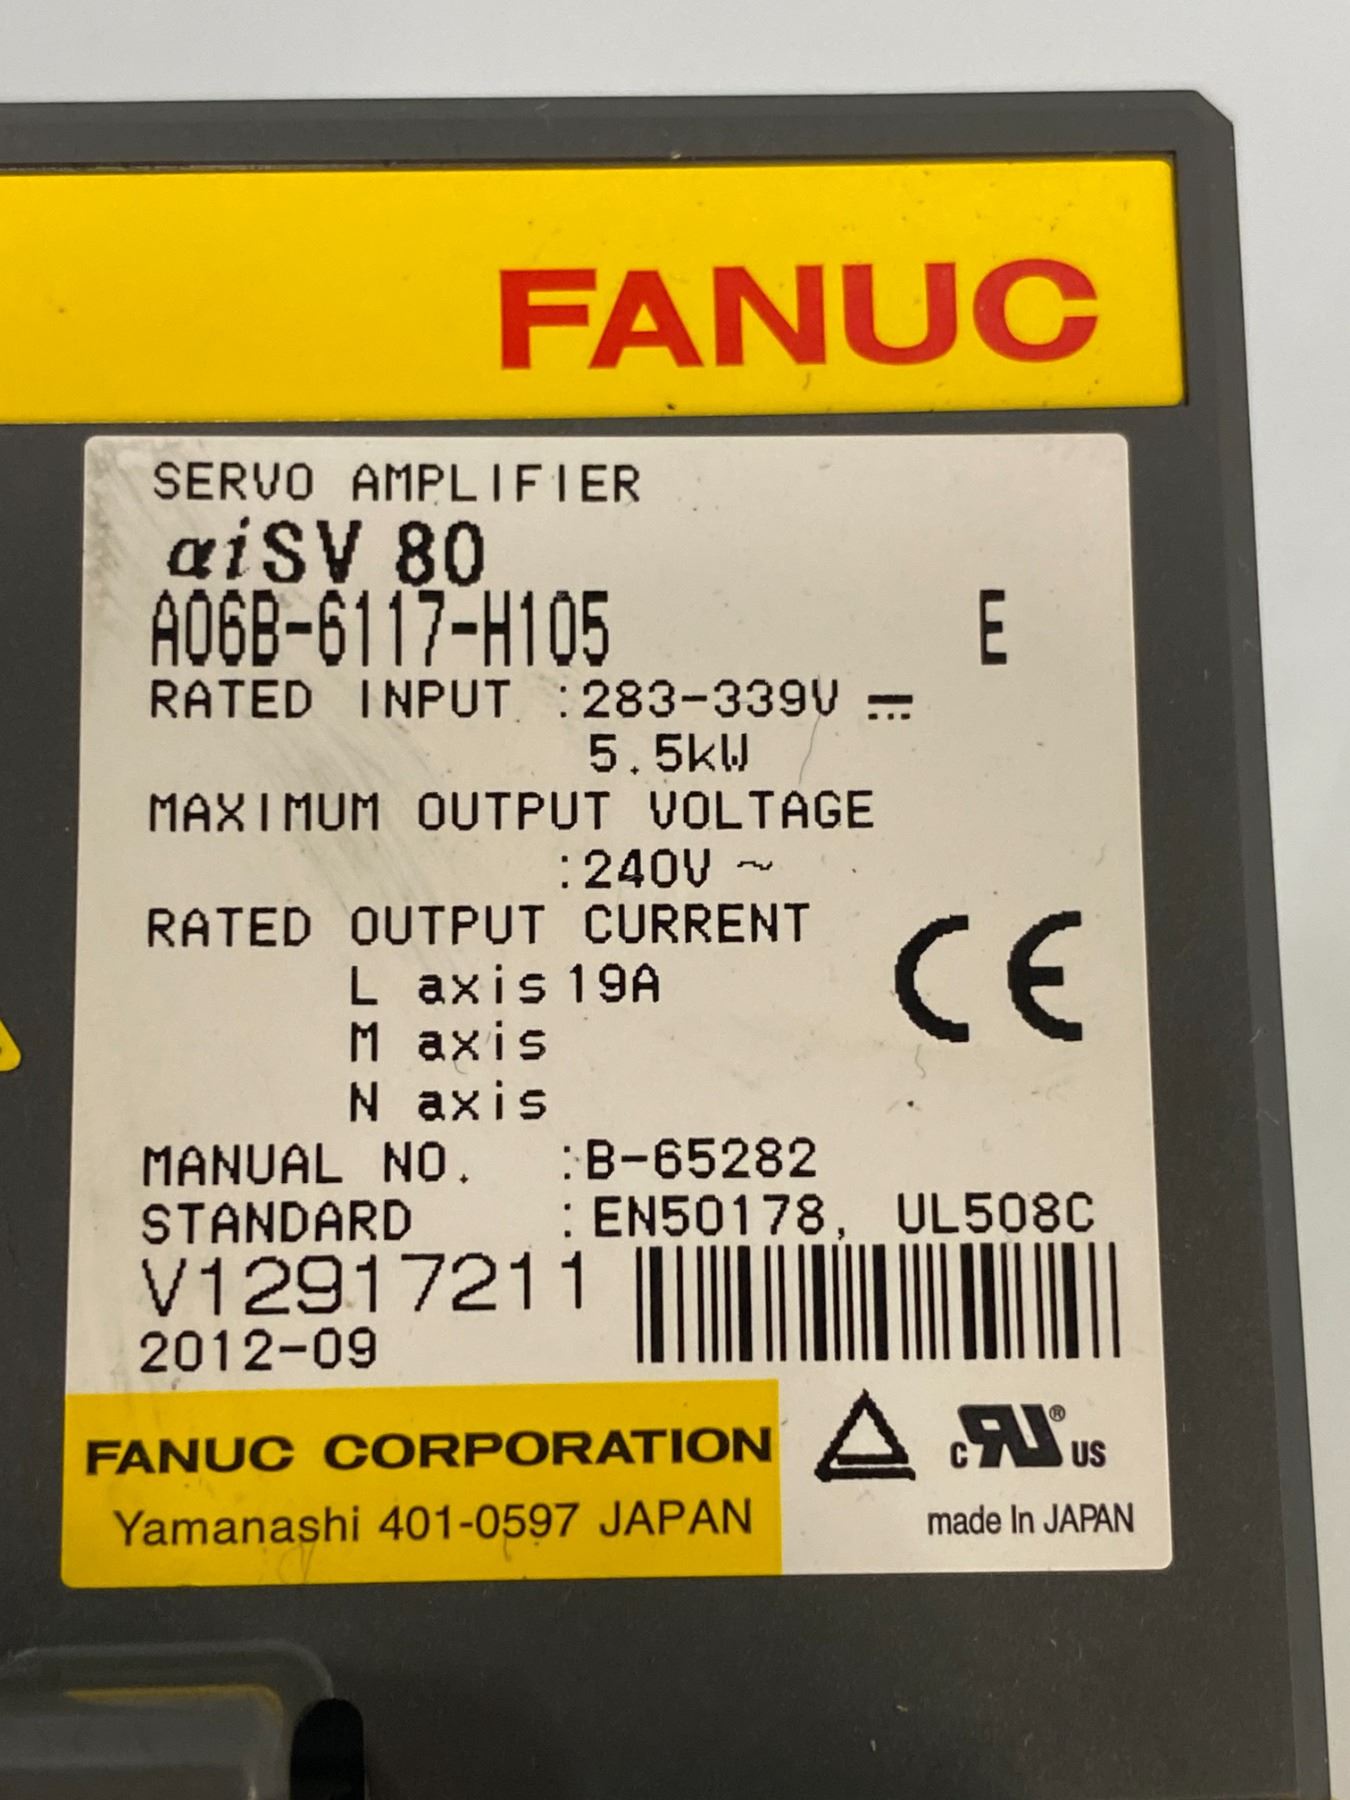 FANUC
SERVO AMPLIFIER
αiSV 80
A06B-6117-H105 E
RATED INPUT :283-339V ⎓
5.5kW
MAXIMUM OUTPUT VOLTAGE
:240V ~
RATED OUTPUT CURRENT
L axis 19A
M axis
N axis
CE
MANUAL NO. :B-65282
STANDARD :EN50178, UL508C
V12917211
2012-09
FANUC CORPORATION
Yamanashi 401-0597 JAPAN
c RU ® US
made In JAPAN